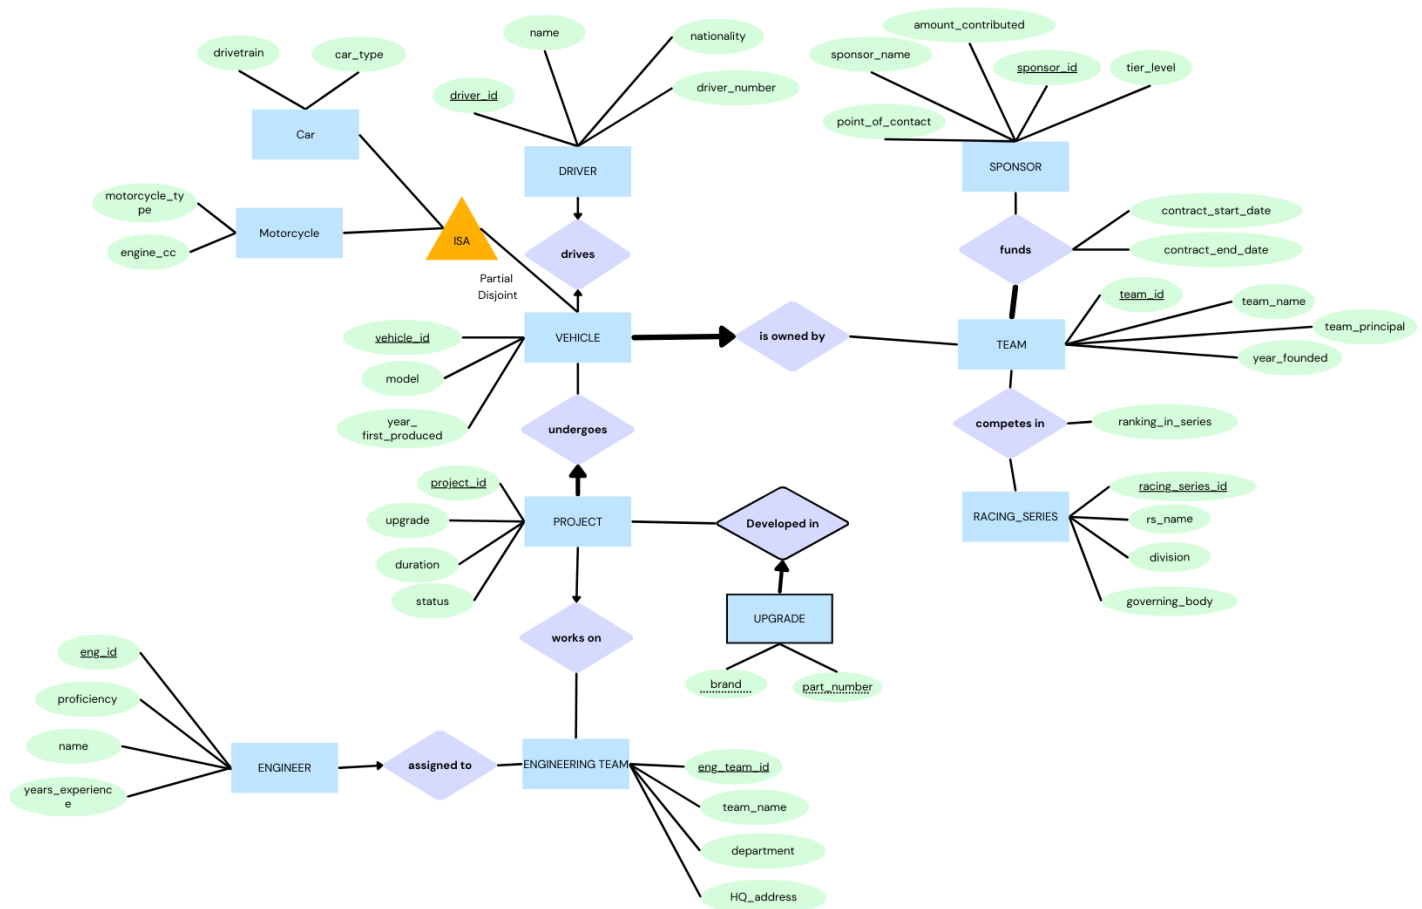 amount_contributed
name
nationality
drivetrain
car_type
sponsor_name
sponsor_id
tier_level
driver_id
driver_number
point_of_contact
Car
SPONSOR
DRIVER
motorcycle_ty
pe
contract_start_date
Motorcycle
ISA
engine_cc
drives
funds
contract_end_date
Partial
Disjoint
team_id
team_name
vehicle_id
VEHICLE
is owned by
TEAM
team_principal
year_founded
model
year_
first_produced
undergoes
competes in
ranking_in_series
project_id
racing_series_id
upgrade
PROJECT
Developed in
RACING_SERIES
rs_name
duration
division
status
governing_body
UPGRADE
works on
eng_id
brand
part_number
proficiency
name
ENGINEER
assigned to
ENGINEERING TEAM
eng_team_id
years_experienc
e
team_name
department
HQ_address